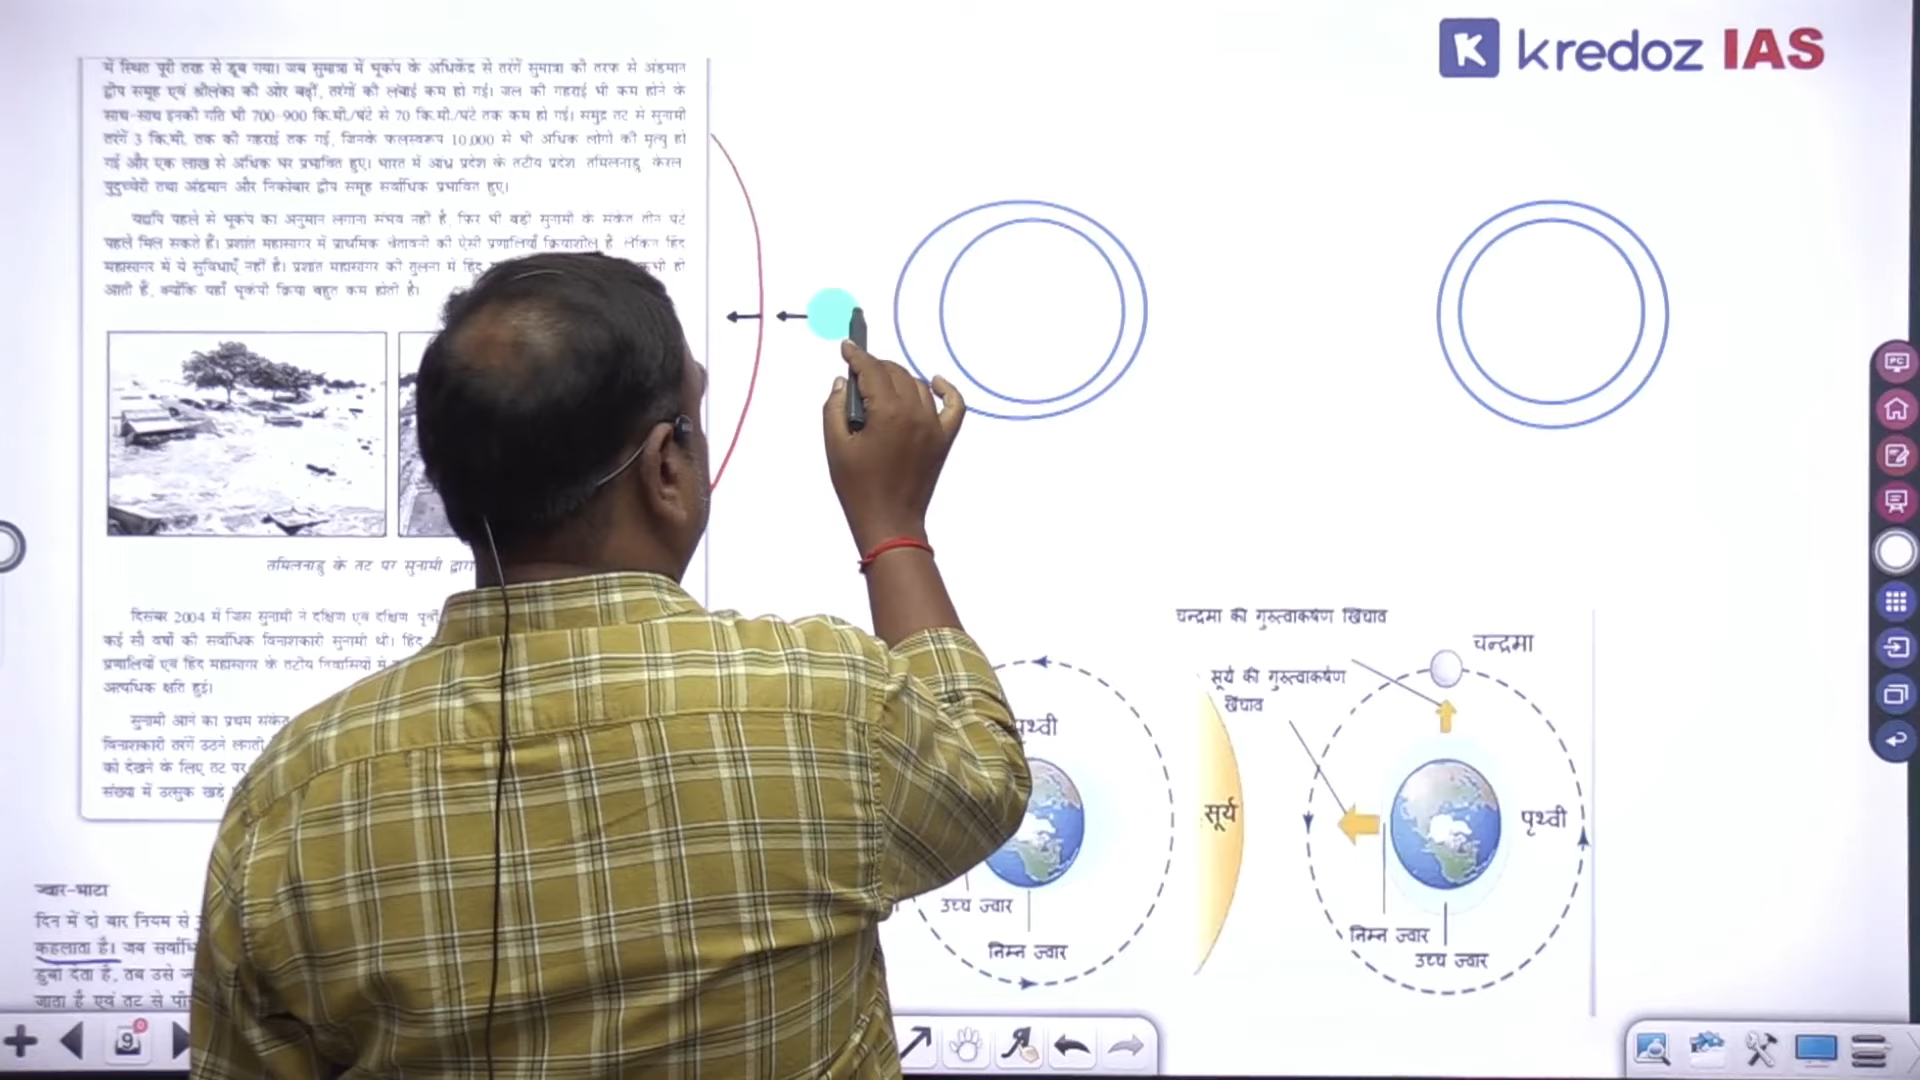 kredoz IAS
में स्थित पूरी तरह से डूब गया। जब सुमात्रा में भूकंप के अधिकेंद्र से तरंगें सुमात्रा की तरफ से अंडमान
द्वीप समूह एवं श्रीलंका की ओर बढ़ीं, तरंगों की लंबाई कम हो गई। जल की गहराई भी कम होने के
साथ-साथ इनकी गति भी 700-900 कि.मी./घंटे से 70 कि.मी./घंटे तक कम हो गई। समुद्र तट से सुनामी
तरंगें 3 कि.मी. तक की गहराई तक गई, जिनके फलस्वरूप 10,000 से भी अधिक लोगों की मृत्यु हो
गई और एक लाख से अधिक घर प्रभावित हुए। भारत में आंध्र प्रदेश के तटीय प्रदेश तमिलनाडु केरल
पुदुच्चेरी तथा अंडमान और निकोबार द्वीप समूह सर्वाधिक प्रभावित हुए।
यद्यपि पहले से भूकंप का अनुमान लगाना संभव नहीं है, फिर भी बड़ी सुनामी के संकेत तीन घंटे
पहले मिल सकते हैं। प्रशांत महासागर में प्राथमिक चेतावनी की ऐसी प्रणालियाँ क्रियाशील हैं, लेकिन हिंद
महासागर में ये सुविधाएँ नहीं हैं। प्रशांत महासागर की तुलना में हिंद
आती हैं, क्योंकि यहाँ भूकंपी क्रिया बहुत कम होती है।
तमिलनाडु के तट पर सुनामी द्वारा
दिसंबर 2004 में जिस सुनामी ने दक्षिण एवं दक्षिण पूर्वी
कई सौ वर्षों की सर्वाधिक विनाशकारी सुनामी थी। हिंद
प्रणालियों एवं हिंद महासागर के तटीय निवासियों में
अत्यधिक क्षति हुई।
सुनामी आने का प्रथम संकेत
विनाशकारी तरंगें उठने लगती
को देखने के लिए तट पर
संख्या में उत्सुक खड़े
ज्वार-भाटा
दिन में दो बार नियम से
कहलाता है। जब सर्वाधि
डुबा देता है, तब उसे
जाता है एवं तट से
पृथ्वी
उच्च ज्वार
निम्न ज्वार
चन्द्रमा की गुरुत्वाकर्षण खिंचाव
चन्द्रमा
सूर्य की गुरुत्वाकर्षण
खिंचाव
सूर्य
पृथ्वी
निम्न ज्वार
उच्च ज्वार